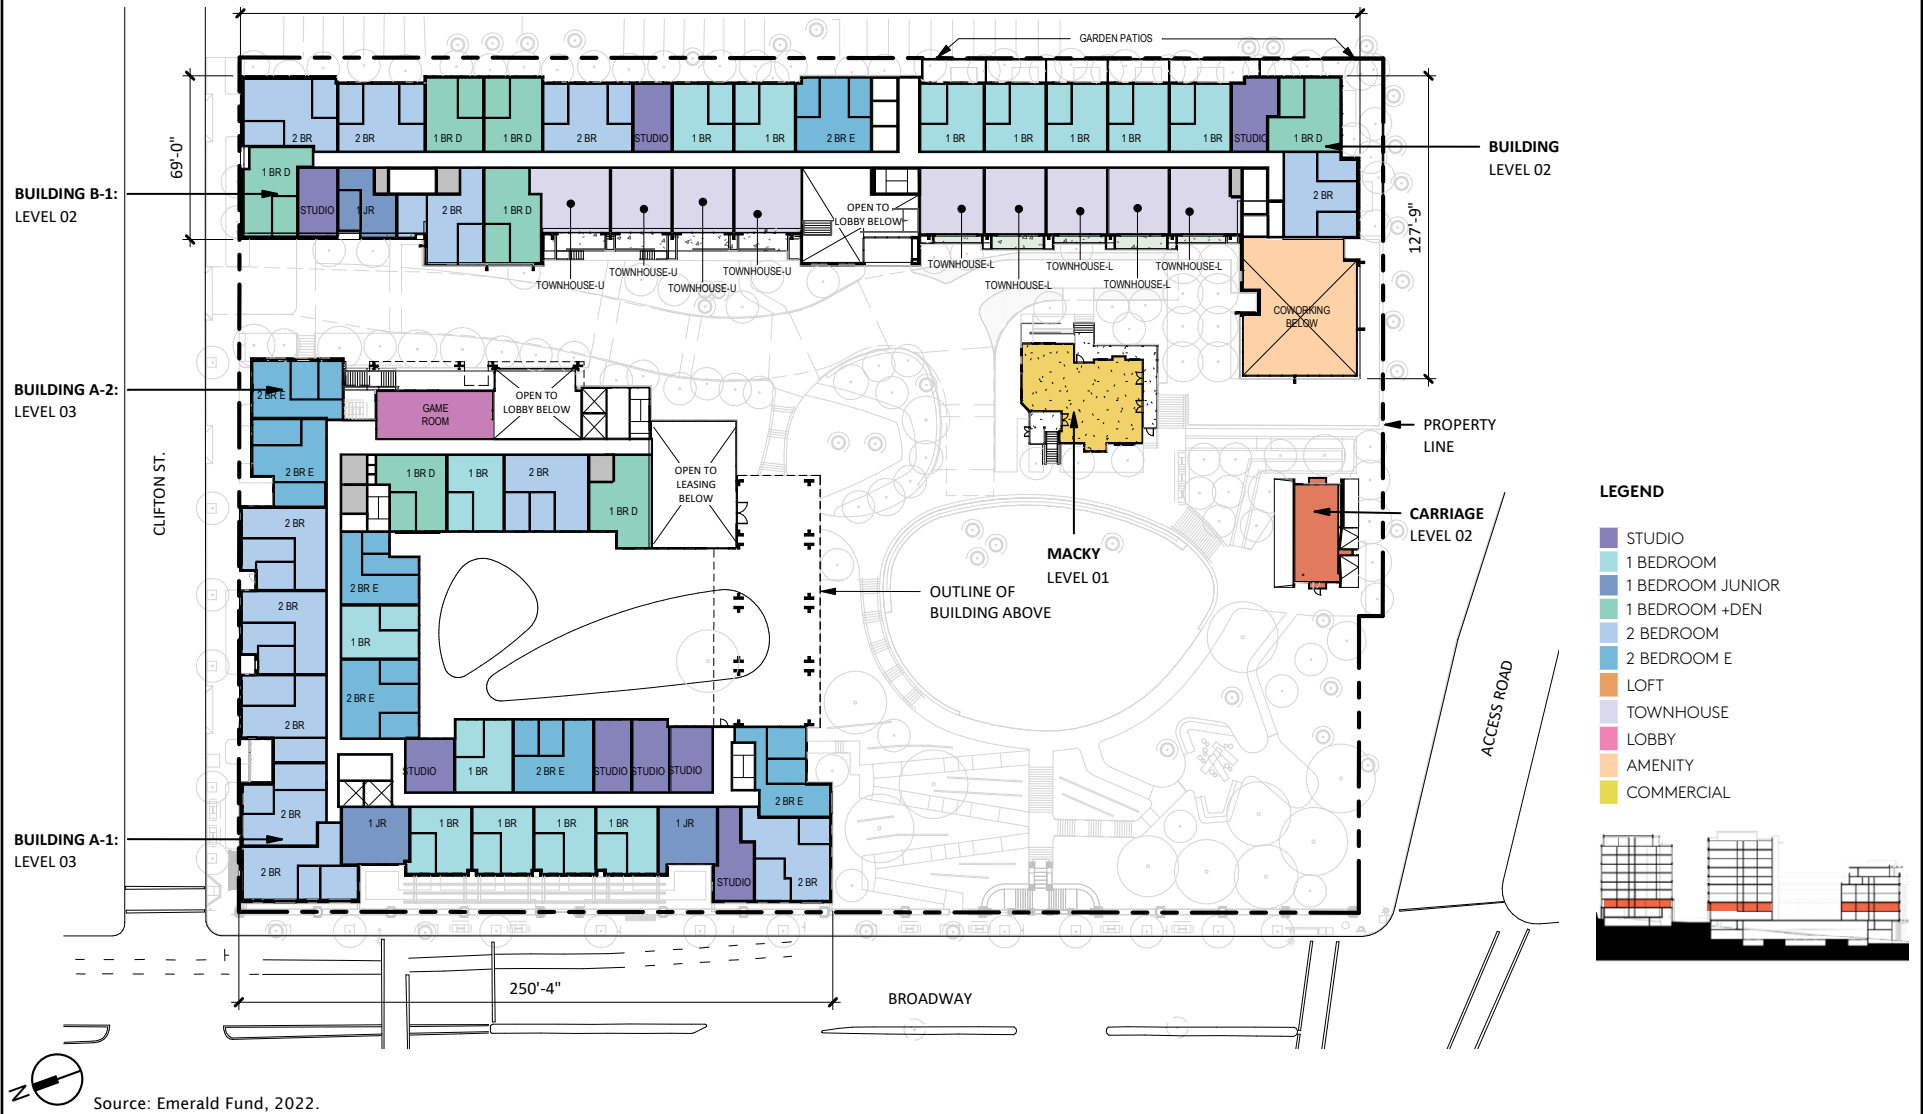 GARDEN PATIOS
69'-0"
2 BR
2 BR
1 BR D
1 BR D
2 BR
STUDIO
1 BR
1 BR
2 BR E
1 BR
1 BR
1 BR
1 BR
1 BR
STUDIO
1 BR D
BUILDING
LEVEL 02
BUILDING B-1:
LEVEL 02
1 BR D
STUDIO
1 JR
2 BR
1 BR D
OPEN TO
LOBBY BELOW
2 BR
127'-9"
TOWNHOUSE-U
TOWNHOUSE-U
TOWNHOUSE-U
TOWNHOUSE-U
TOWNHOUSE-L
TOWNHOUSE-L
TOWNHOUSE-L
TOWNHOUSE-L
TOWNHOUSE-L
COWORKING
BELOW
BUILDING A-2:
LEVEL 03
2 BR E
GAME
ROOM
OPEN TO
LOBBY BELOW
PROPERTY
LINE
2 BR E
1 BR D
1 BR
2 BR
1 BR D
OPEN TO
LEASING
BELOW
CLIFTON ST.
2 BR
CARRIAGE
LEVEL 02
MACKY
LEVEL 01
2 BR E
OUTLINE OF
BUILDING ABOVE
2 BR
1 BR
2 BR E
2 BR
ACCESS ROAD
STUDIO
1 BR
2 BR E
STUDIO
STUDIO
STUDIO
2 BR E
BUILDING A-1:
LEVEL 03
2 BR
1 JR
1 BR
1 BR
1 BR
1 BR
1 JR
2 BR
STUDIO
2 BR
250'-4"
BROADWAY
LEGEND
STUDIO
1 BEDROOM
1 BEDROOM JUNIOR
1 BEDROOM +DEN
2 BEDROOM
2 BEDROOM E
LOFT
TOWNHOUSE
LOBBY
AMENITY
COMMERCIAL
N
Source: Emerald Fund, 2022.